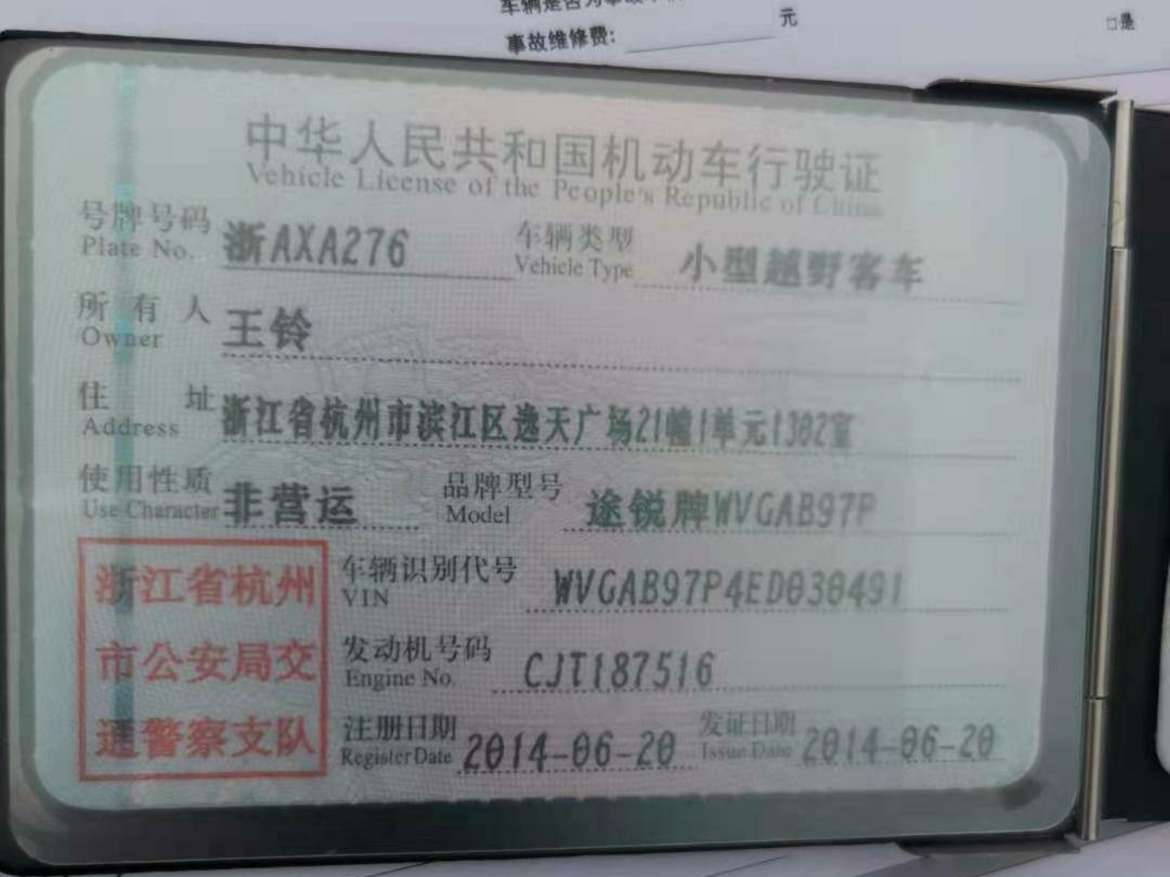 元
□是
事故维修费:
中华人民共和国机动车行驶证
Vehicle License of the People's Republic of China
号牌号码 浙AXA276 车辆类型 小型越野客车
Plate No. Vehicle Type
所有人 王铃
Owner
住址 浙江省杭州市滨江区逸天广场21幢1单元1302室
Address
使用性质 非营运 品牌型号 途锐牌WVGAB97P
Use Character Model
浙江省杭州
市公安局交
通警察支队
车辆识别代号 WVGAB97P4ED030491
VIN
发动机号码 CJT187516
Engine No.
注册日期 2014-06-20 发证日期 2014-06-20
Register Date Issue Date